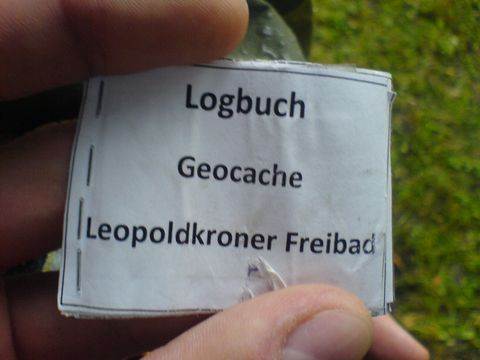 Logbuch
Geocache
Leopoldkroner Freibad